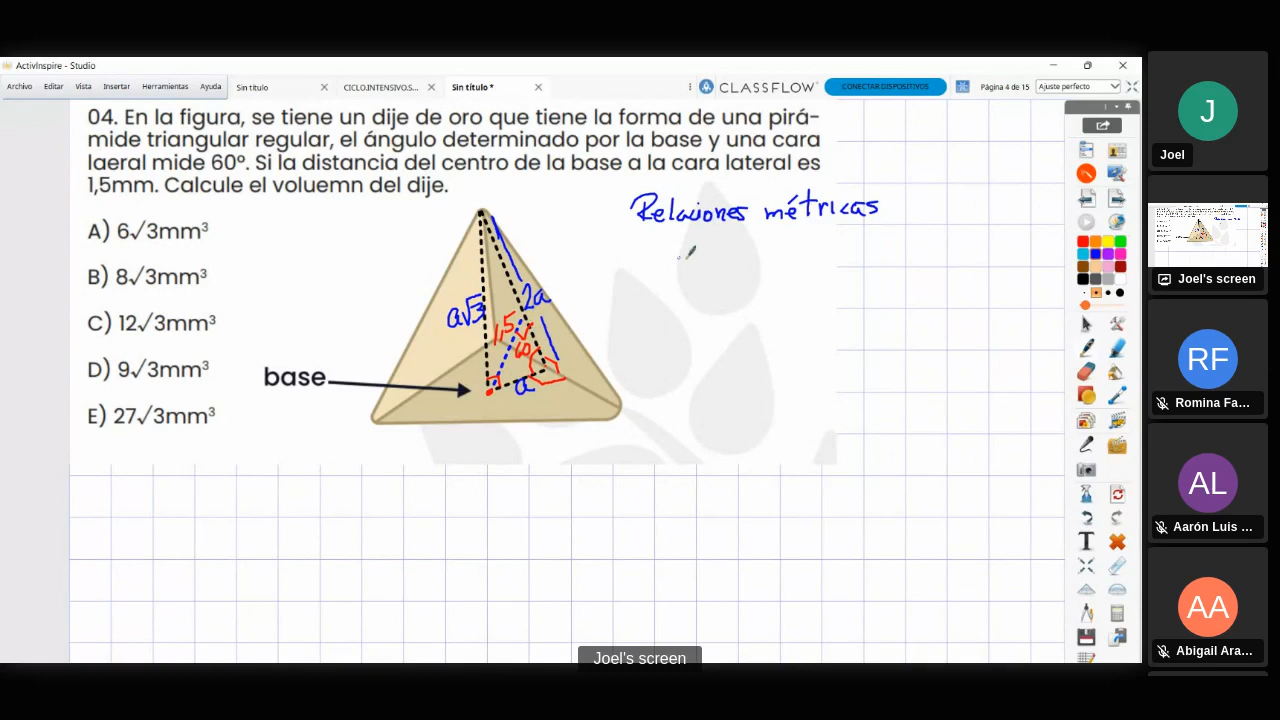 ActivInspire - Studio
Archivo Editar Vista Insertar Herramientas Ayuda
Sin título
CICLO.INTENSIVO.S...
Sin título *
CLASSFLOW
CONECTAR DISPOSITIVOS
Página 4 de 15
Ajuste perfecto
04. En la figura, se tiene un dije de oro que tiene la forma de una pirá-
mide triangular regular, el ángulo determinado por la base y una cara
laeral mide 60°. Si la distancia del centro de la base a la cara lateral es
1,5mm. Calcule el voluemn del dije.
A) 6√3mm³
B) 8√3mm³
C) 12√3mm³
D) 9√3mm³
E) 27√3mm³
base
a√3
2a
1,5
60
a
Relaciones métricas
J
Joel
Joel's screen
RF
Romina Fa...
AL
Aarón Luis ...
AA
Abigail Ara...
Joel's screen